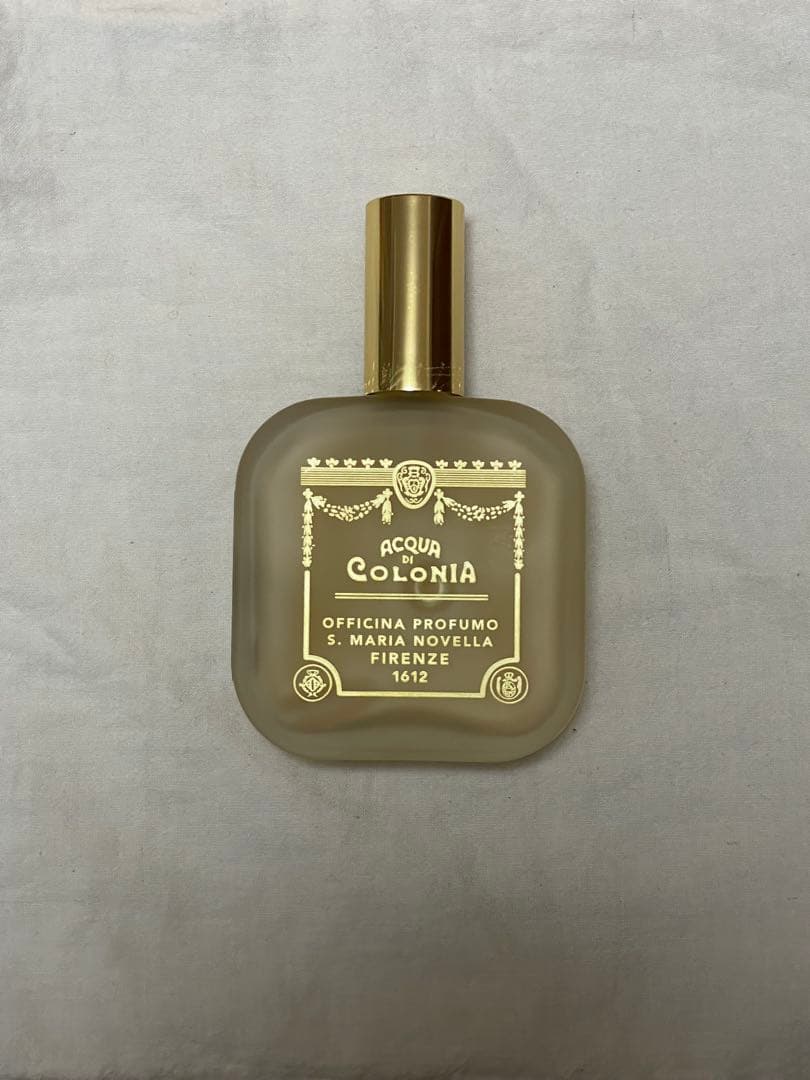 ACQUA
DI
COLONIA
OFFICINA PROFUMO
S. MARIA NOVELLA
FIRENZE
1612